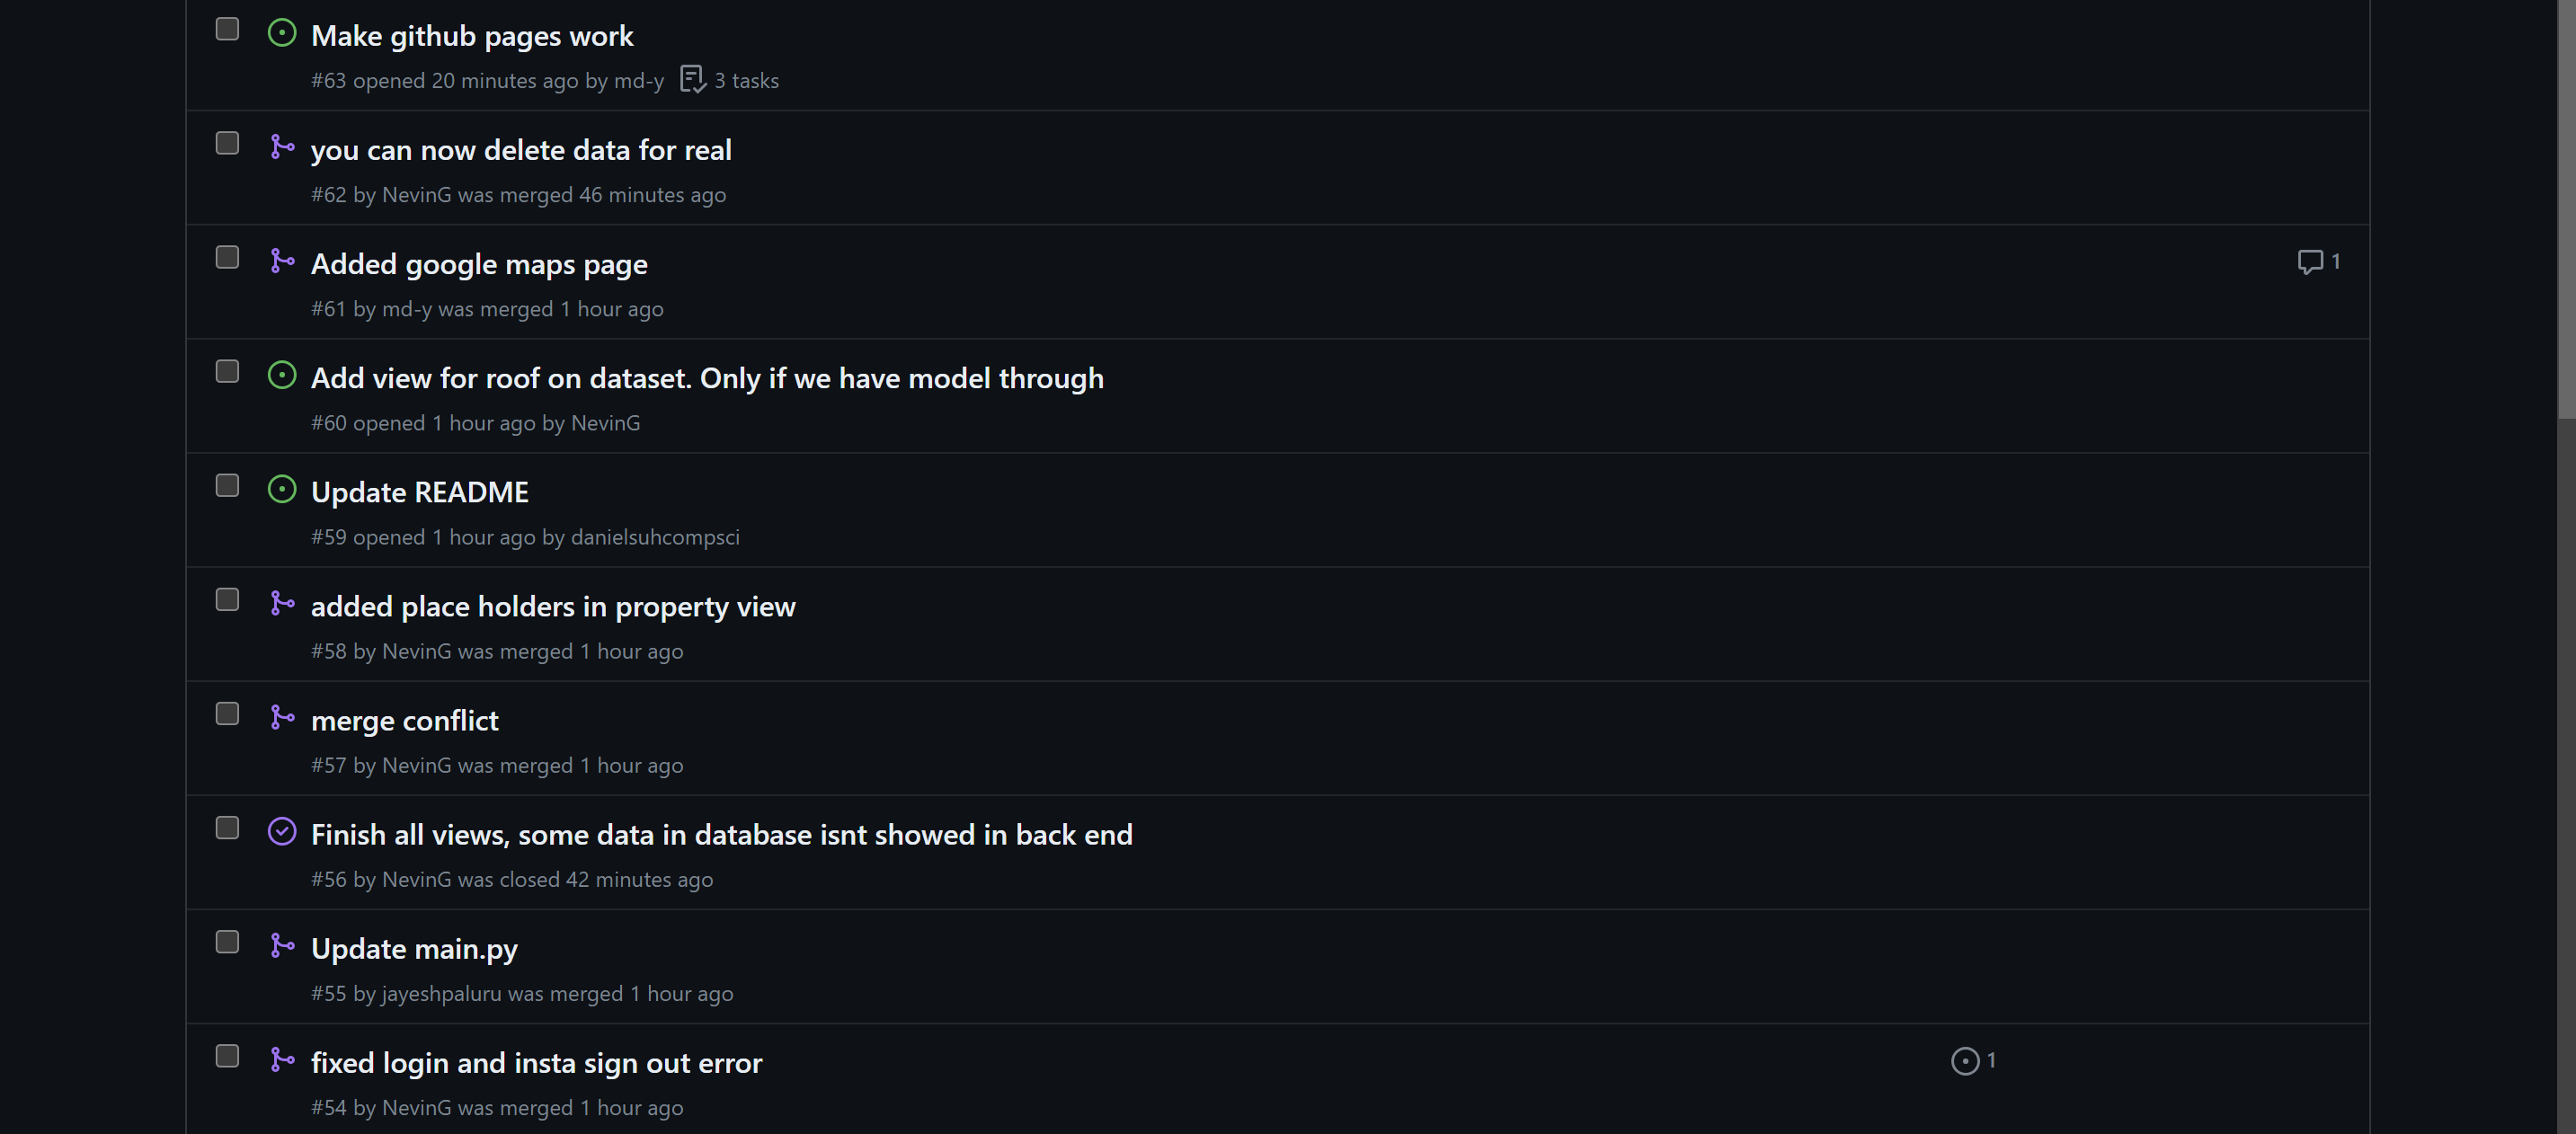 Make github pages work
#63 opened 20 minutes ago by md-y 3 tasks
you can now delete data for real
#62 by NevinG was merged 46 minutes ago
Added google maps page 1
#61 by md-y was merged 1 hour ago
Add view for roof on dataset. Only if we have model through
#60 opened 1 hour ago by NevinG
Update README
#59 opened 1 hour ago by danielsuhcompsci
added place holders in property view
#58 by NevinG was merged 1 hour ago
merge conflict
#57 by NevinG was merged 1 hour ago
Finish all views, some data in database isnt showed in back end
#56 by NevinG was closed 42 minutes ago
Update main.py
#55 by jayeshpaluru was merged 1 hour ago
fixed login and insta sign out error 1
#54 by NevinG was merged 1 hour ago